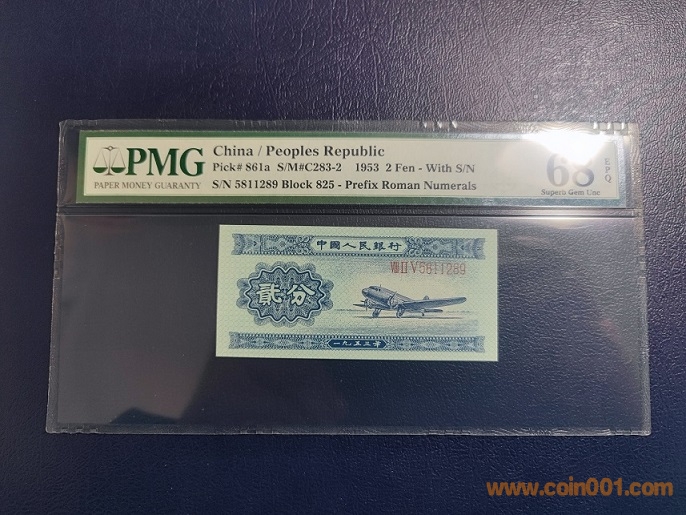 PMG
PAPER MONEY GUARANTY
China / Peoples Republic
Pick# 861a S/M#C283-2 1953 2 Fen - With S/N
S/N 5811289 Block 825 - Prefix Roman Numerals
68 EPQ
Superb Gem Unc
中國人民銀行
VIII II V 5811289
貳分
一九五三年
www.coin001.com